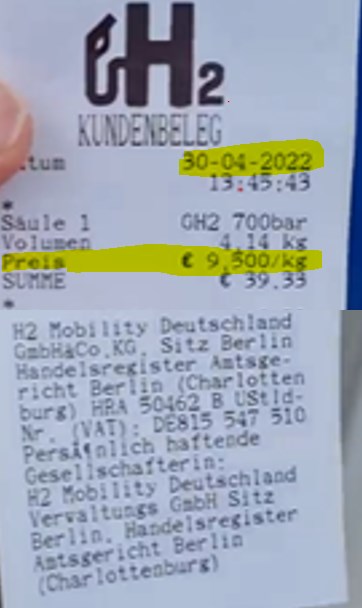 H2
KUNDENBELEG
tum 30-04-2022
13:45:43
*
Säule 1 GH2 700bar
Volumen 4.14 kg
Preis € 9,500/kg
SUMME € 39.33
*
H2 Mobility Deutschland
GmbH&Co.KG, Sitz Berlin
Handelsregister Amtsge-
richt Berlin (Charlotten
burg) HRA 50462 B UStId-
Nr. (VAT): DE815 547 510
PersÃ¶nlich haftende
Gesellschafterin:
H2 Mobility Deutschland
Verwaltungs GmbH Sitz
Berlin, Handelsregister
Amtsgericht Berlin
(Charlottenburg)